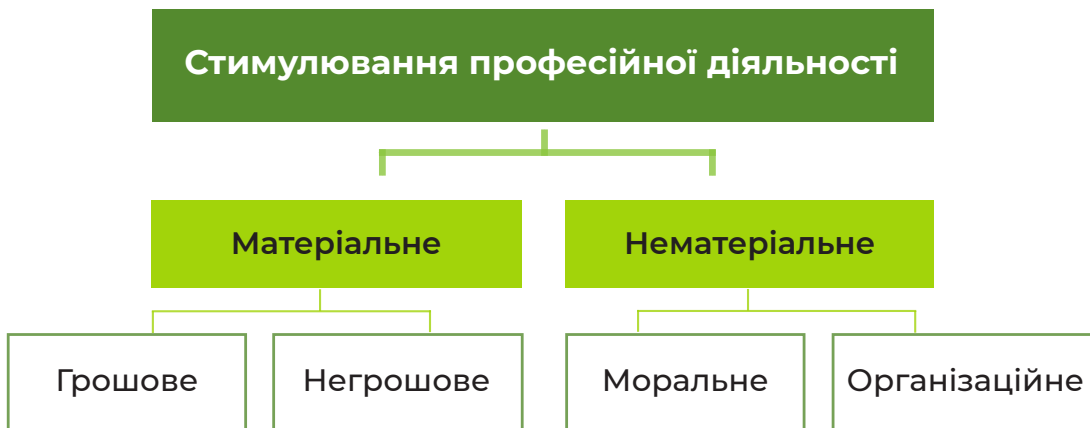 Стимулювання професійної діяльності
Матеріальне
Нематеріальне
Грошове
Негрошове
Моральне
Організаційне